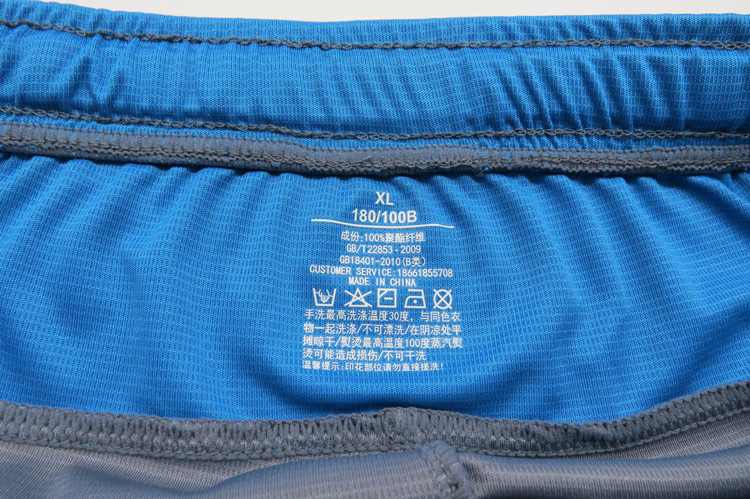 XL
180/100B
成份:100%聚酯纤维
GB/T22853-2009
GB18401-2010(B类)
CUSTOMER SERVICE:18661855708
MADE IN CHINA
手洗最高洗涤温度30度，与同色衣
物一起洗涤/不可漂洗/在阴凉处平
摊晾干/熨烫最高温度100度蒸汽熨
烫可能造成损伤/不可干洗
温馨提示:印花部位请勿直接搓洗!